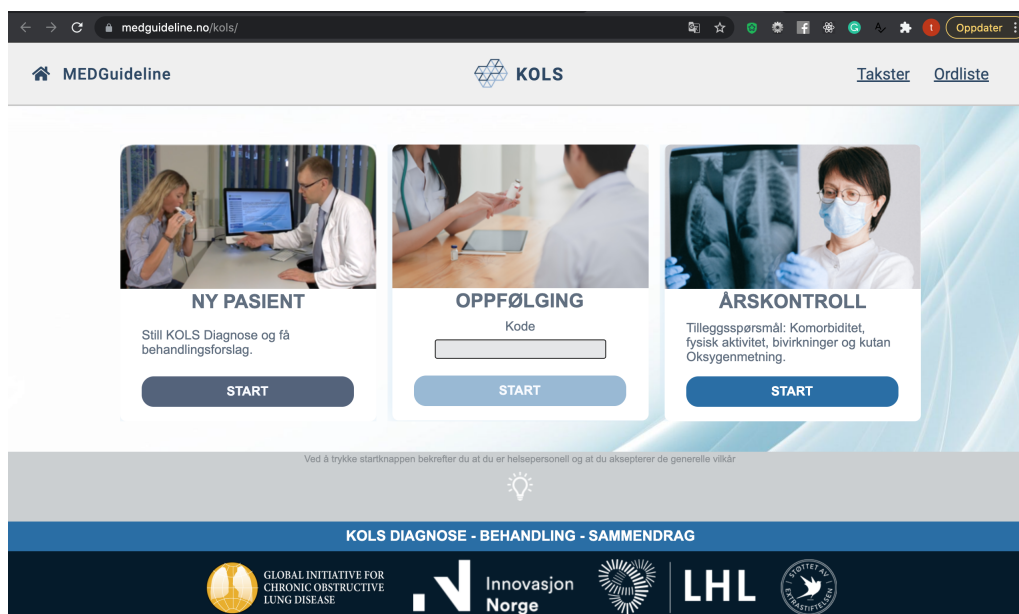 medguideline.no/kols/
Oppdater
MEDGuideline
KOLS
Takster
Ordliste
NY PASIENT
Still KOLS Diagnose og få
behandlingsforslag.
START
OPPFØLGING
Kode
START
ÅRSKONTROLL
Tilleggsspørsmål: Komorbiditet,
fysisk aktivitet, bivirkninger og kutan
Oksygenmetning.
START
Ved å trykke startknappen bekrefter du at du er helsepersonell og at du aksepterer de generelle vilkår
KOLS DIAGNOSE - BEHANDLING - SAMMENDRAG
GLOBAL INITIATIVE FOR
CHRONIC OBSTRUCTIVE
LUNG DISEASE
Innovasjon
Norge
LHL
STØTTET AV
EXTRASTIFTELSEN